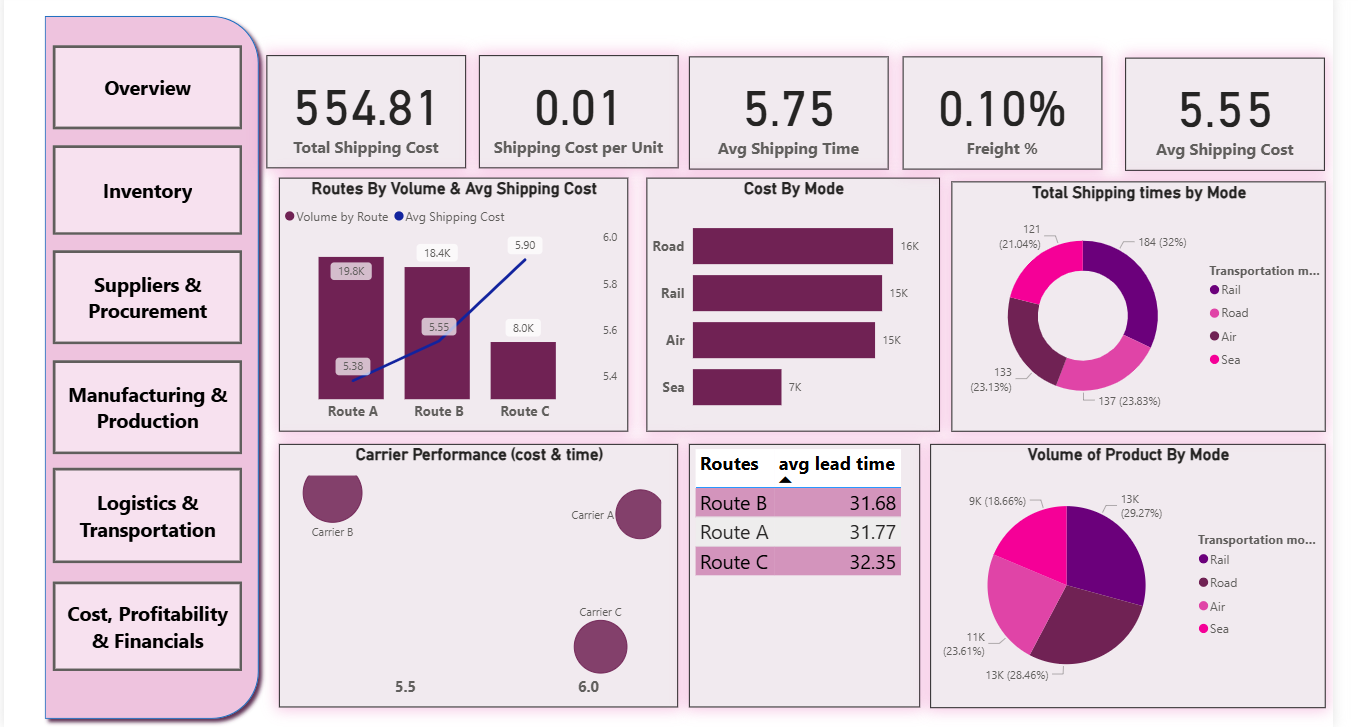 Overview
Inventory
Suppliers &
Procurement
Manufacturing &
Production
Logistics &
Transportation
Cost, Profitability
& Financials
554.81
Total Shipping Cost
0.01
Shipping Cost per Unit
5.75
Avg Shipping Time
0.10%
Freight %
5.55
Avg Shipping Cost
Routes By Volume & Avg Shipping Cost
Volume by Route Avg Shipping Cost
19.8K
18.4K
8.0K
5.38
5.55
5.90
6.0
5.8
5.6
5.4
Route A Route B Route C
Cost By Mode
Road 16K
Rail 15K
Air 15K
Sea 7K
Total Shipping times by Mode
121
(21.04%)
184 (32%)
133
(23.13%)
137 (23.83%)
Transportation m...
Rail
Road
Air
Sea
Carrier Performance (cost & time)
Carrier B
Carrier A
Carrier C
5.5 6.0
Routes avg lead time
Route B 31.68
Route A 31.77
Route C 32.35
Volume of Product By Mode
9K (18.66%)
13K
(29.27%)
11K
(23.61%)
13K (28.46%)
Transportation mo...
Rail
Road
Air
Sea